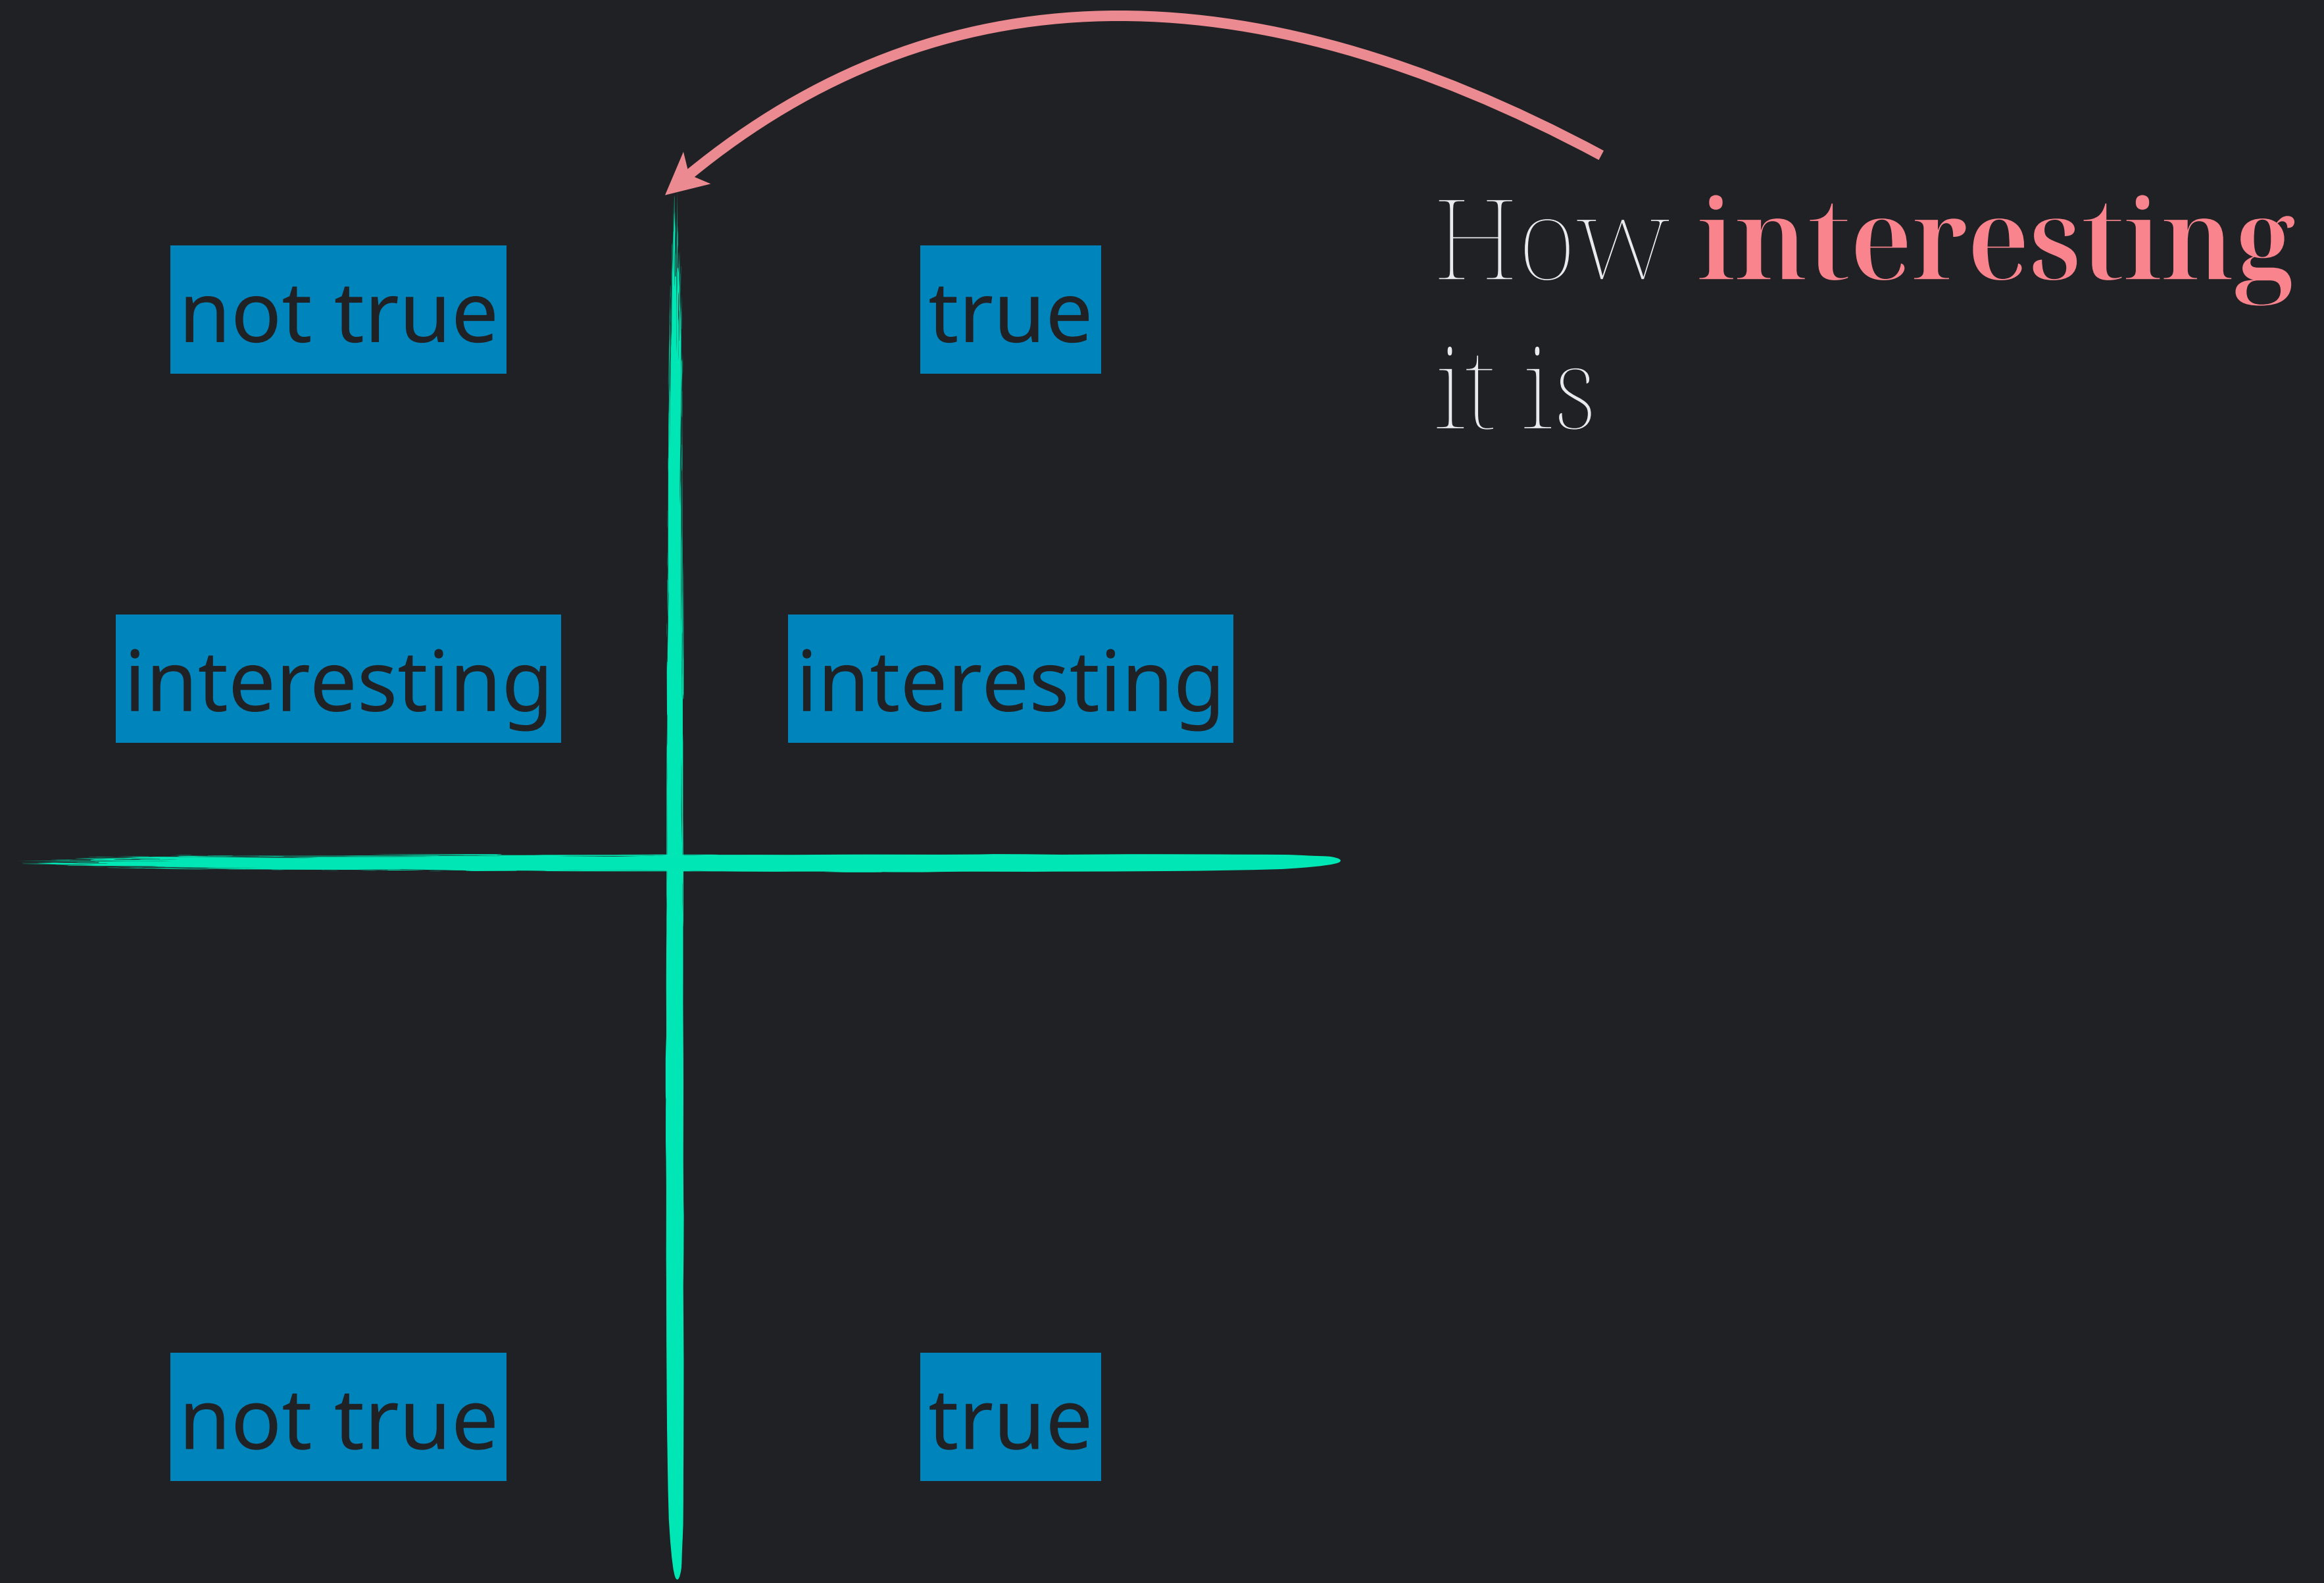 not true
true
How interesting
it is
interesting
interesting
not true
true